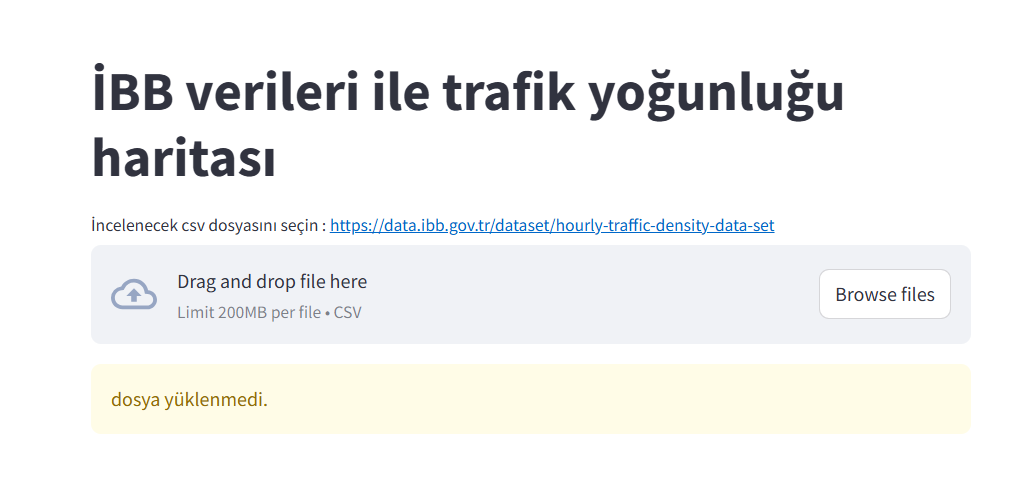 İBB verileri ile trafik yoğunluğu
haritası
İncelenecek csv dosyasını seçin : https://data.ibb.gov.tr/dataset/hourly-traffic-density-data-set
Drag and drop file here
Limit 200MB per file • CSV
Browse files
dosya yüklenmedi.